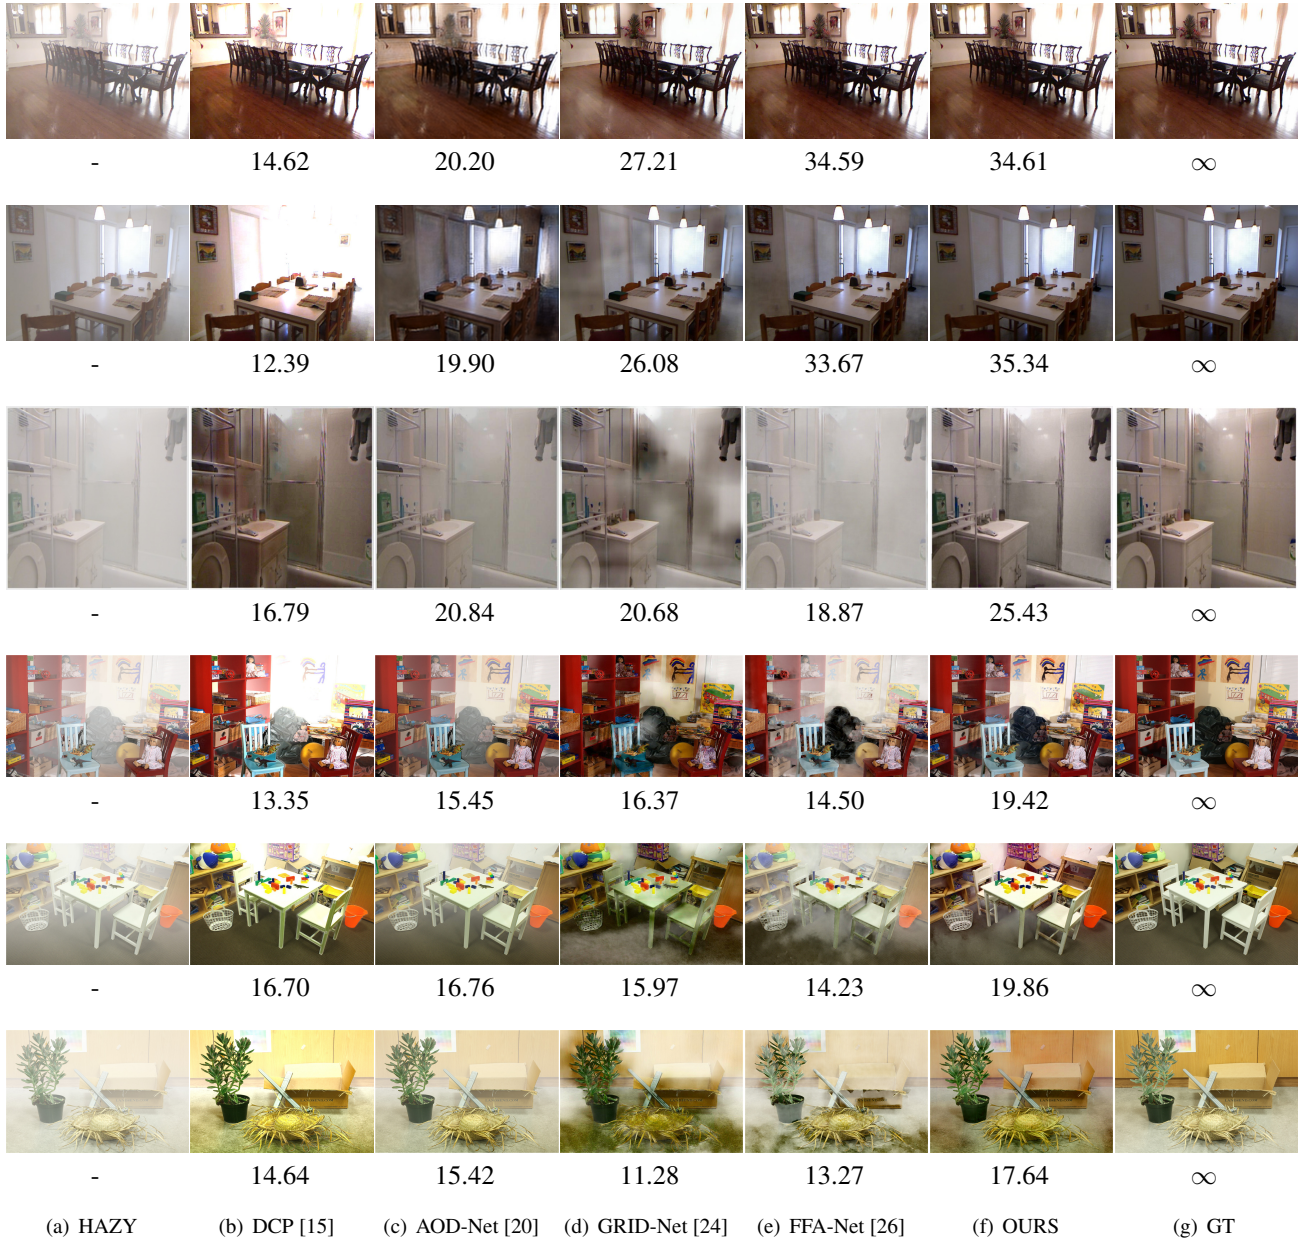 - 14.62 20.20 27.21 34.59 34.61 ∞
- 12.39 19.90 26.08 33.67 35.34 ∞
- 16.79 20.84 20.68 18.87 25.43 ∞
- 13.35 15.45 16.37 14.50 19.42 ∞
- 16.70 16.76 15.97 14.23 19.86 ∞
- 14.64 15.42 11.28 13.27 17.64 ∞
(a) HAZY (b) DCP [15] (c) AOD-Net [20] (d) GRID-Net [24] (e) FFA-Net [26] (f) OURS (g) GT